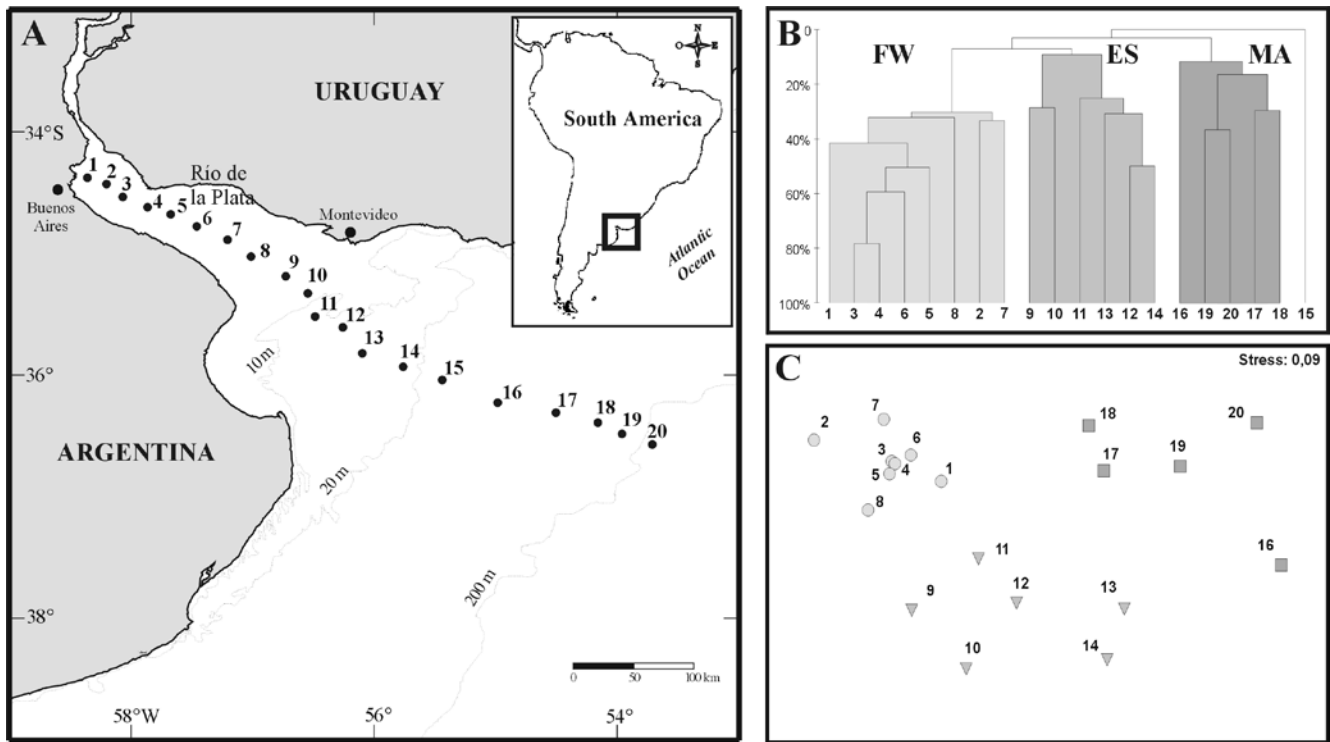 A
URUGUAY
34°S
Río de
la Plata
Buenos
Aires
Montevideo
1
2
3
4
5
6
7
8
9
10
11
12
13
14
15
16
17
18
19
20
10 m
20 m
200 m
36°
ARGENTINA
38°
58°W
56°
54°
0 50 100 km
N
O E
S
South America
Atlantic
Ocean
B
FW ES MA
0
20%
40%
60%
80%
100%
1 3 4 6 5 8 2 7 9 10 11 13 12 14 16 19 20 17 18 15
C
Stress: 0,09
2
7
6
3
4
5
1
8
18
20
17
19
16
11
9
12
13
10
14